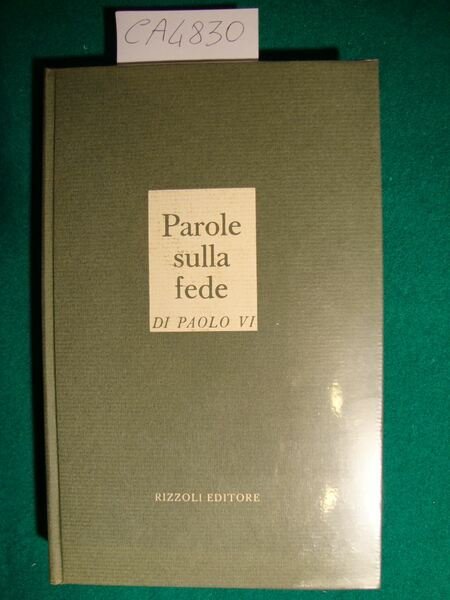 CA4830
Parole
sulla
fede
DI PAOLO VI
RIZZOLI EDITORE